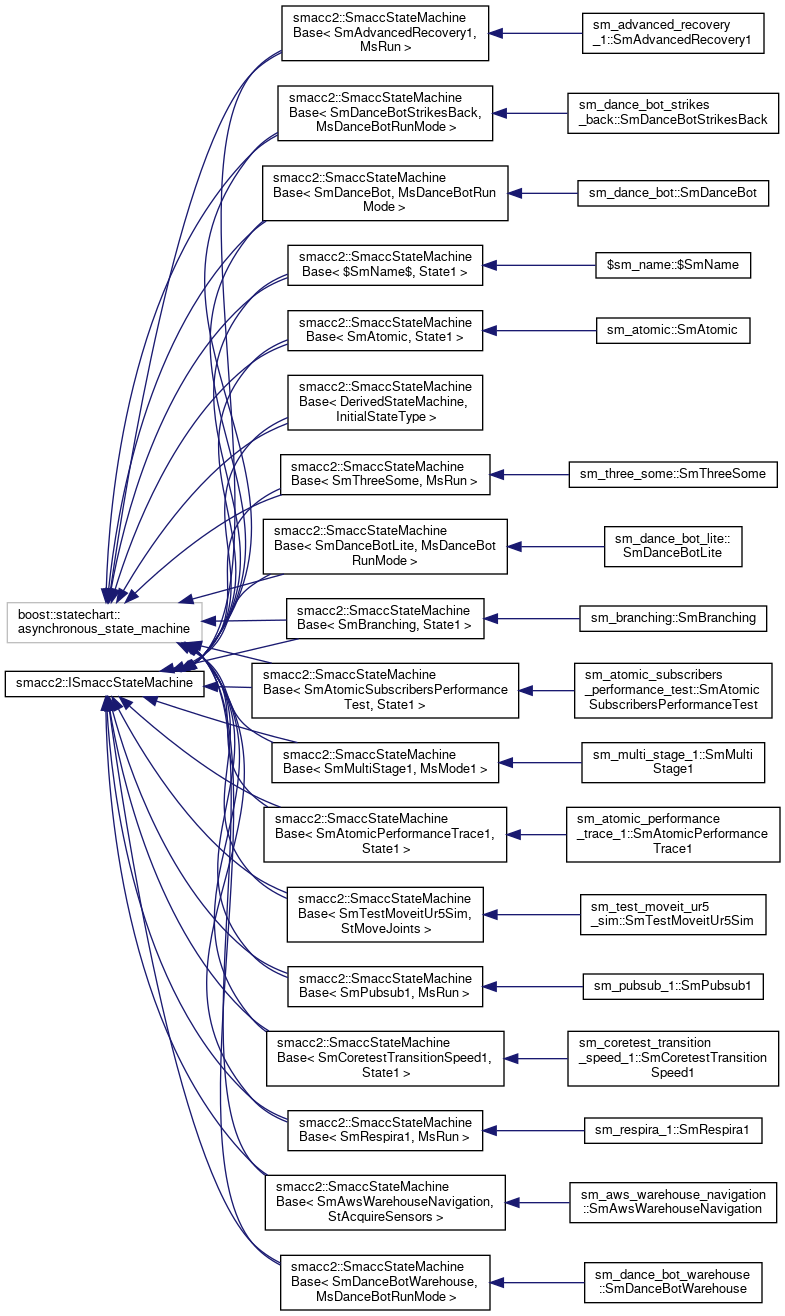 smacc2::SmaccStateMachine
Base< SmAdvancedRecovery1,
MsRun >
sm_advanced_recovery
_1::SmAdvancedRecovery1
smacc2::SmaccStateMachine
Base< SmDanceBotStrikesBack,
MsDanceBotRunMode >
sm_dance_bot_strikes
_back::SmDanceBotStrikesBack
smacc2::SmaccStateMachine
Base< SmDanceBot, MsDanceBotRun
Mode >
sm_dance_bot::SmDanceBot
smacc2::SmaccStateMachine
Base< $SmName$, State1 >
$sm_name::$SmName
smacc2::SmaccStateMachine
Base< SmAtomic, State1 >
sm_atomic::SmAtomic
smacc2::SmaccStateMachine
Base< DerivedStateMachine,
InitialStateType >
smacc2::SmaccStateMachine
Base< SmThreeSome, MsRun >
sm_three_some::SmThreeSome
smacc2::SmaccStateMachine
Base< SmDanceBotLite, MsDanceBot
RunMode >
sm_dance_bot_lite::
SmDanceBotLite
boost::statechart::
asynchronous_state_machine
smacc2::SmaccStateMachine
Base< SmBranching, State1 >
sm_branching::SmBranching
smacc2::ISmaccStateMachine
smacc2::SmaccStateMachine
Base< SmAtomicSubscribersPerformance
Test, State1 >
sm_atomic_subscribers
_performance_test::SmAtomic
SubscribersPerformanceTest
smacc2::SmaccStateMachine
Base< SmMultiStage1, MsMode1 >
sm_multi_stage_1::SmMulti
Stage1
smacc2::SmaccStateMachine
Base< SmAtomicPerformanceTrace1,
State1 >
sm_atomic_performance
_trace_1::SmAtomicPerformance
Trace1
smacc2::SmaccStateMachine
Base< SmTestMoveitUr5Sim,
StMoveJoints >
sm_test_moveit_ur5
_sim::SmTestMoveitUr5Sim
smacc2::SmaccStateMachine
Base< SmPubsub1, MsRun >
sm_pubsub_1::SmPubsub1
smacc2::SmaccStateMachine
Base< SmCoretestTransitionSpeed1,
State1 >
sm_coretest_transition
_speed_1::SmCoretestTransition
Speed1
smacc2::SmaccStateMachine
Base< SmRespira1, MsRun >
sm_respira_1::SmRespira1
smacc2::SmaccStateMachine
Base< SmAwsWarehouseNavigation,
StAcquireSensors >
sm_aws_warehouse_navigation
::SmAwsWarehouseNavigation
smacc2::SmaccStateMachine
Base< SmDanceBotWarehouse,
MsDanceBotRunMode >
sm_dance_bot_warehouse
::SmDanceBotWarehouse